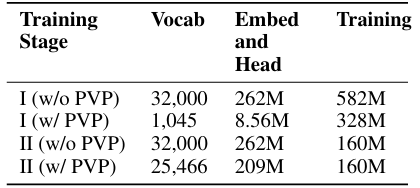 Training Stage Vocab Embed and Head Training
I (w/o PVP) 32,000 262M 582M
I (w/ PVP) 1,045 8.56M 328M
II (w/o PVP) 32,000 262M 160M
II (w/ PVP) 25,466 209M 160M